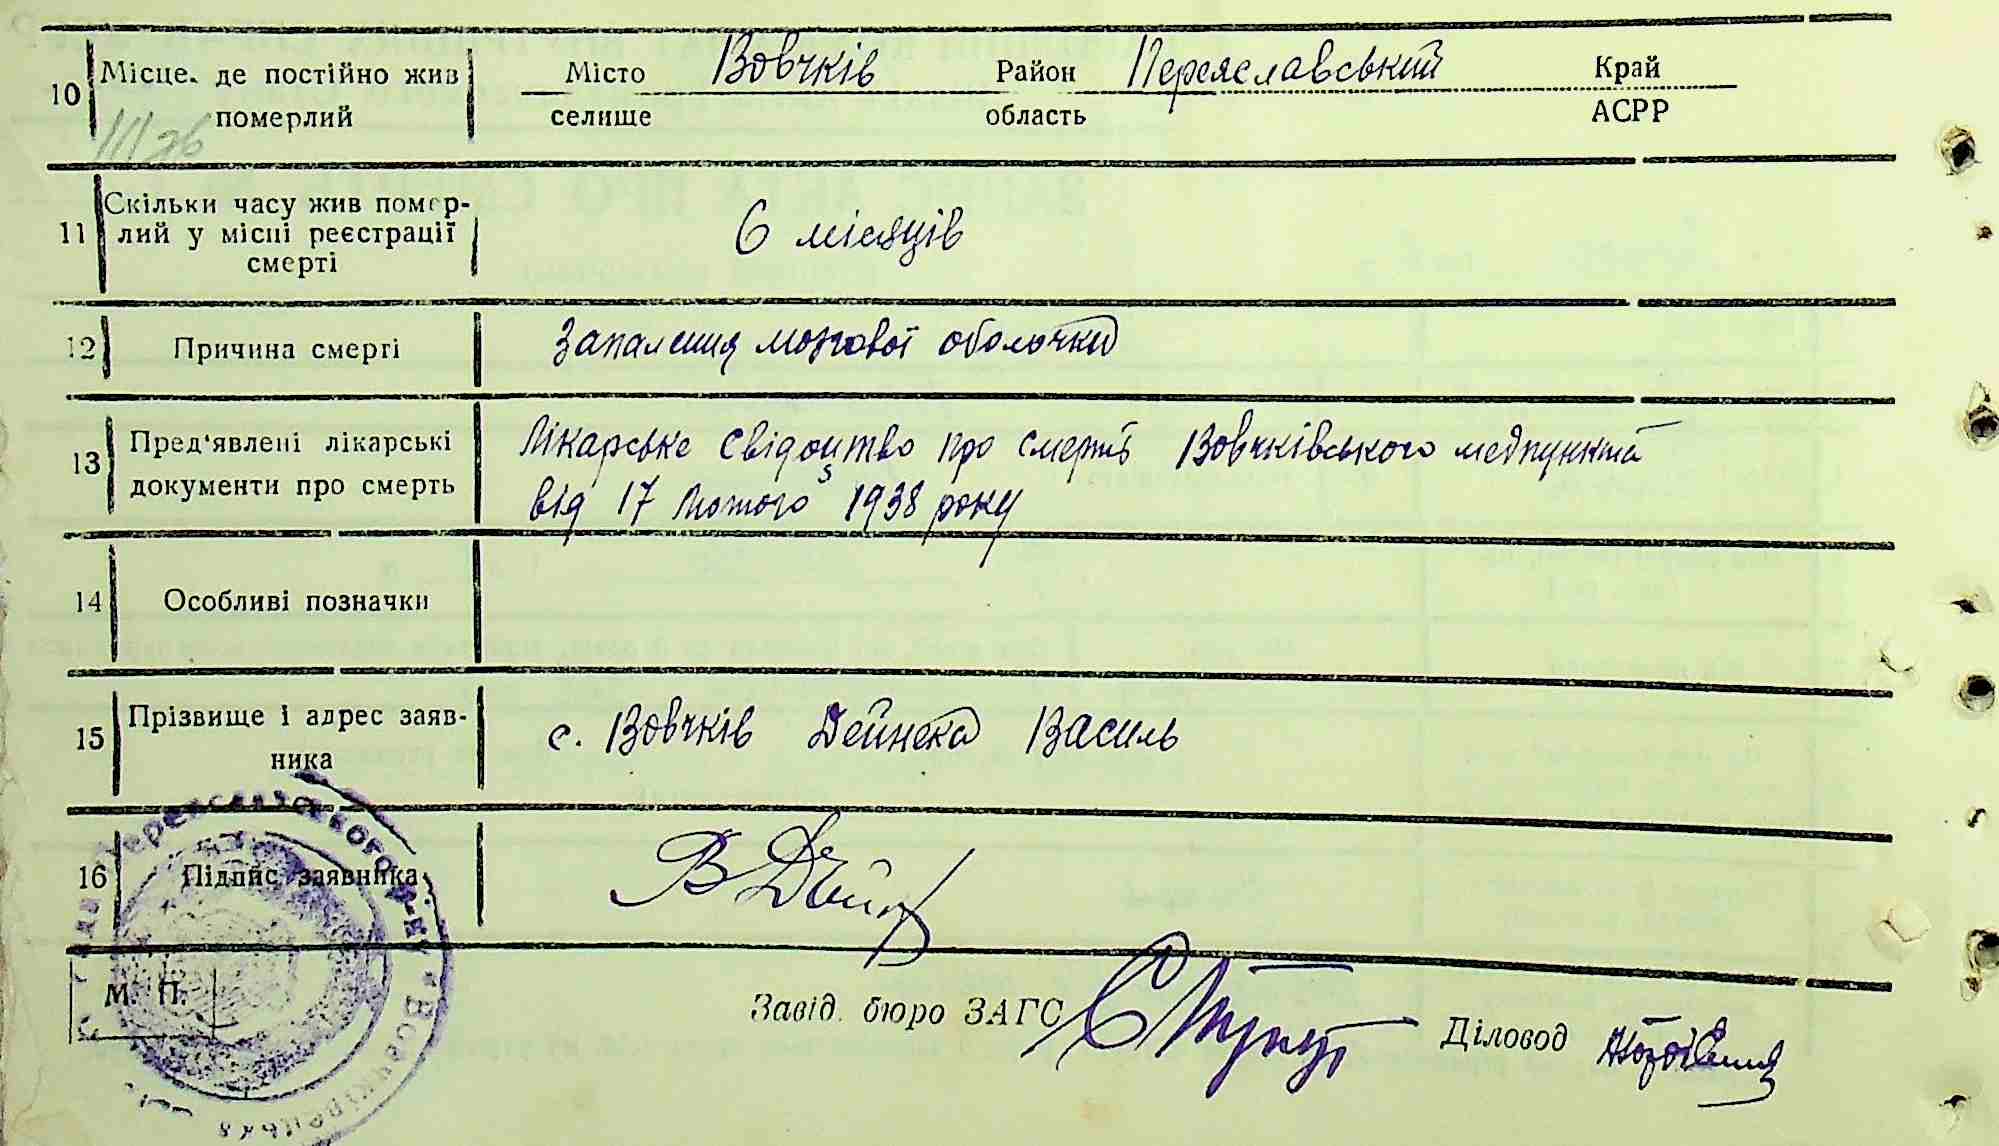 10 Місце, де постійно жив Місто Вовчків Район Переяславський Край
померлий селище область АСРР
11 Скільки часу жив помер-
лий у місці реєстрації 6 місяців
смерті
12 Причина смерті Запалення мозгової оболочки
13 Пред'явлені лікарські Лікарське свідоцтво про смерть Вовчківського медпункта
документи про смерть від 17 Лютого 1938 року
14 Особливі позначки
15 Прізвище і адрес заяв- с. Вовчків Дейнека Василь
ника
16 Підпис заявника В Дейн
М. П.
Завід. бюро ЗАГС Діловод